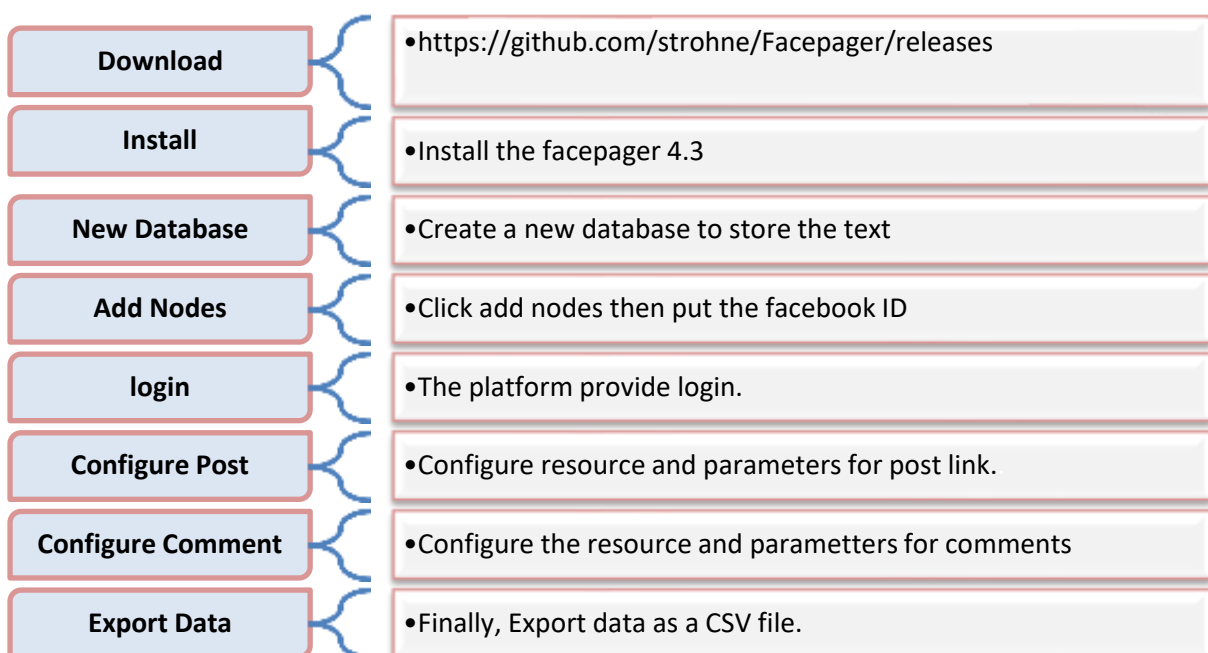 Download
•https://github.com/strohne/Facepager/releases
Install
•Install the facepager 4.3
New Database
•Create a new database to store the text
Add Nodes
•Click add nodes then put the facebook ID
login
•The platform provide login.
Configure Post
•Configure resource and parameters for post link.
Configure Comment
•Configure the resource and parametters for comments
Export Data
•Finally, Export data as a CSV file.